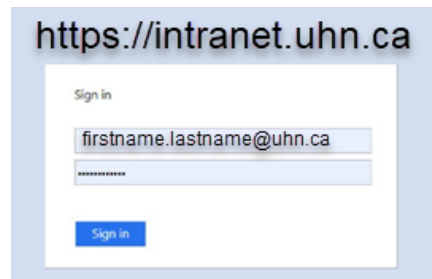 https://intranet.uhn.ca
Sign in
firstname.lastname@uhn.ca
Sign in